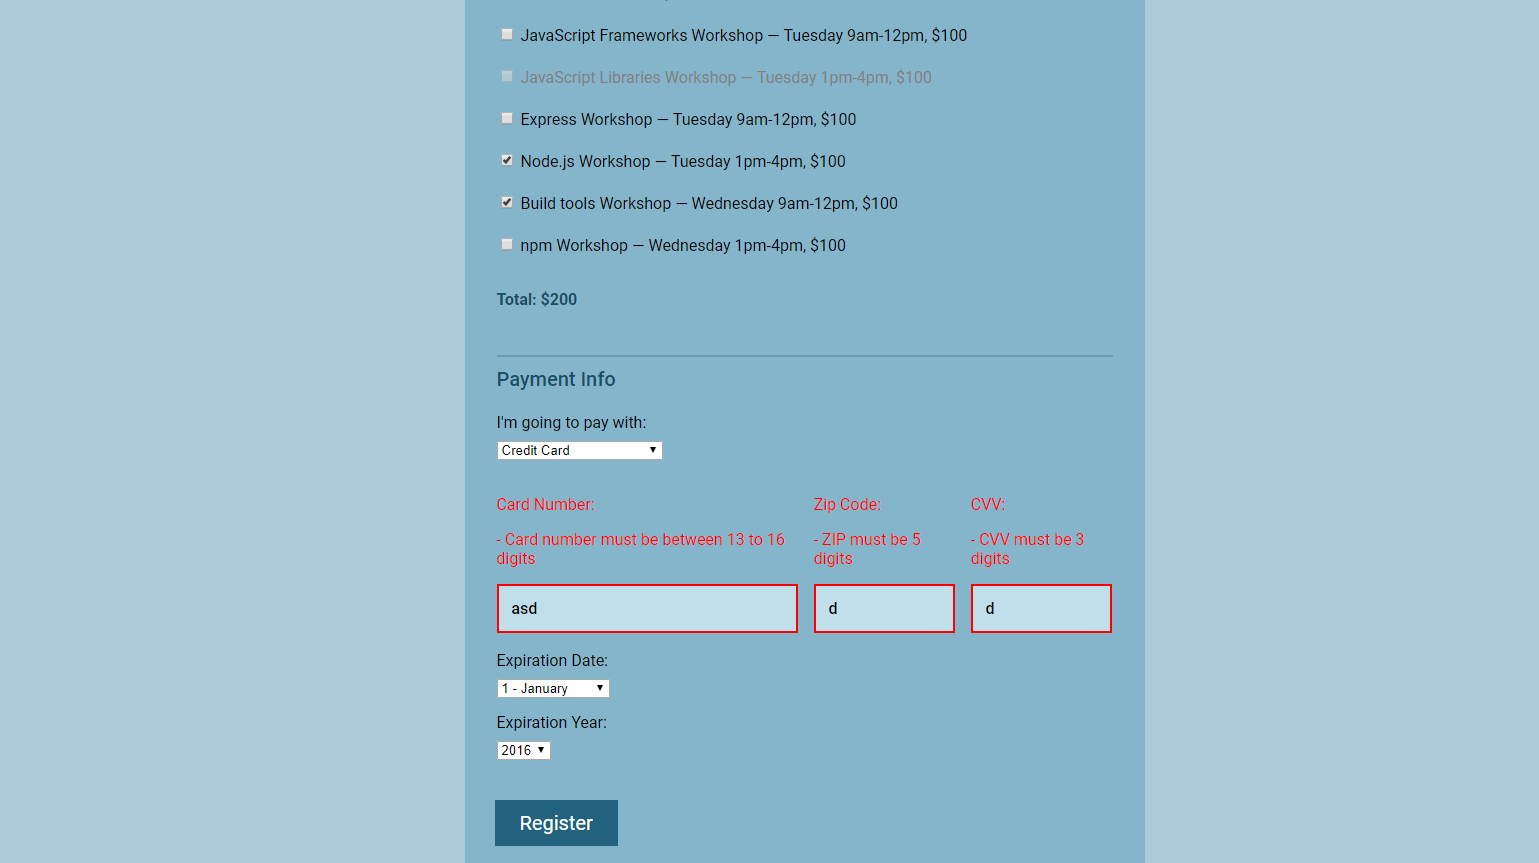 JavaScript Frameworks Workshop — Tuesday 9am-12pm, $100
JavaScript Libraries Workshop — Tuesday 1pm-4pm, $100
Express Workshop — Tuesday 9am-12pm, $100
Node.js Workshop — Tuesday 1pm-4pm, $100
Build tools Workshop — Wednesday 9am-12pm, $100
npm Workshop — Wednesday 1pm-4pm, $100
Total: $200
Payment Info
I'm going to pay with:
Credit Card
Card Number:
- Card number must be between 13 to 16
digits
asd
Zip Code:
- ZIP must be 5
digits
d
CVV:
- CVV must be 3
digits
d
Expiration Date:
1 - January
Expiration Year:
2016
Register